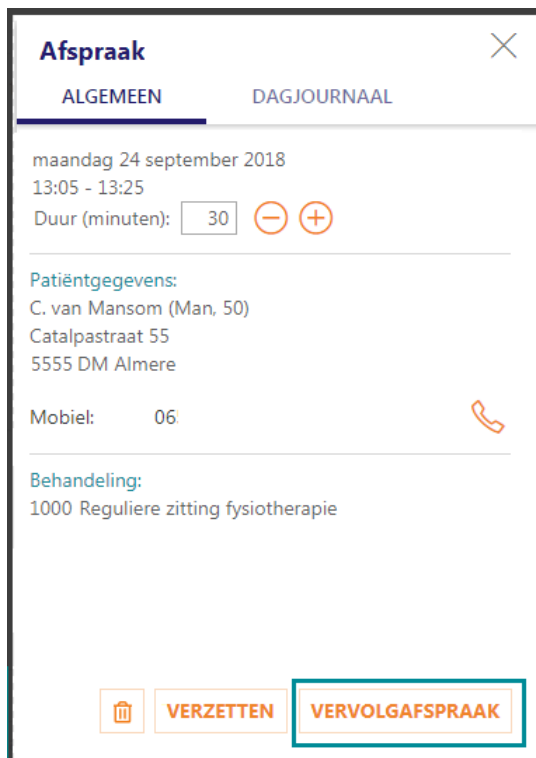 Afspraak
ALGEMEEN DAGJOURNAAL
maandag 24 september 2018
13:05 - 13:25
Duur (minuten): 30
Patiëntgegevens:
C. van Mansom (Man, 50)
Catalpastraat 55
5555 DM Almere
Mobiel: 06
Behandeling:
1000 Reguliere zitting fysiotherapie
VERZETTEN VERVOLGAFSPRAAK